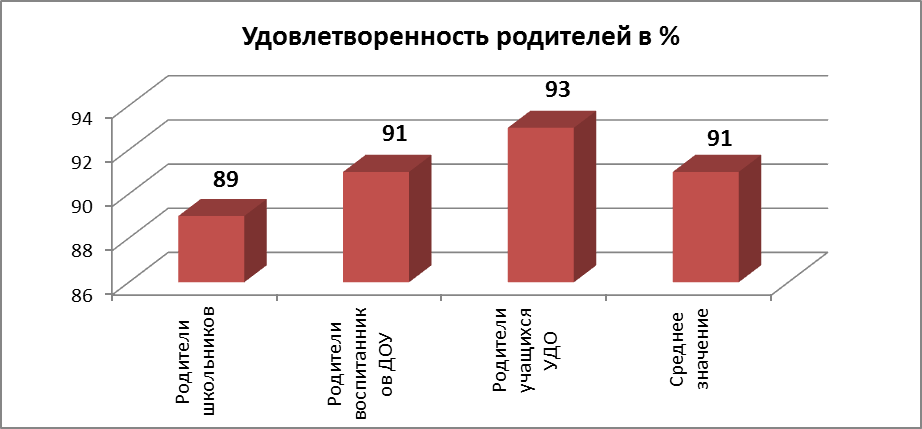 Удовлетворенность родителей в %
94
92
90
88
86
89
91
93
91
Родители
школьников
Родители
воспитанник
ов ДОУ
Родители
учащихся
УДО
Среднее
значение